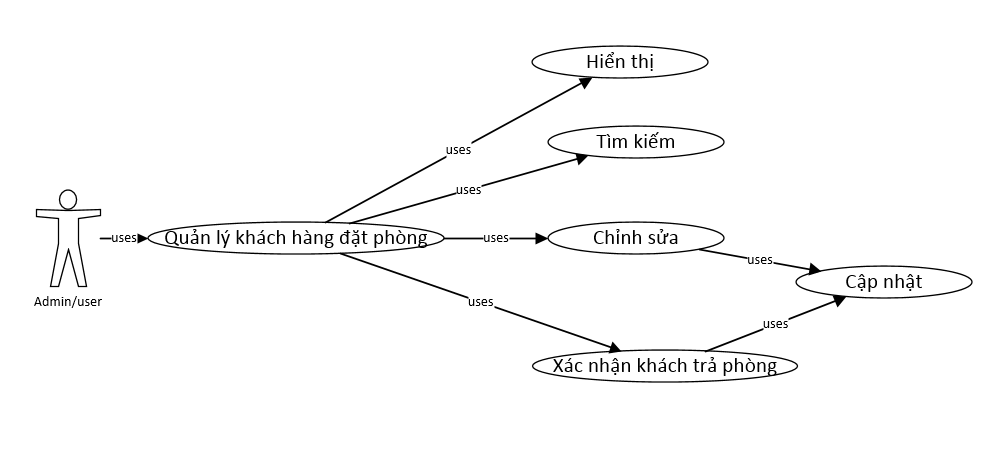 Hiển thị
uses
Tìm kiếm
uses
uses
Quản lý khách hàng đặt phòng
uses
Chỉnh sửa
uses
Cập nhật
Admin/user
uses
uses
Xác nhận khách trả phòng